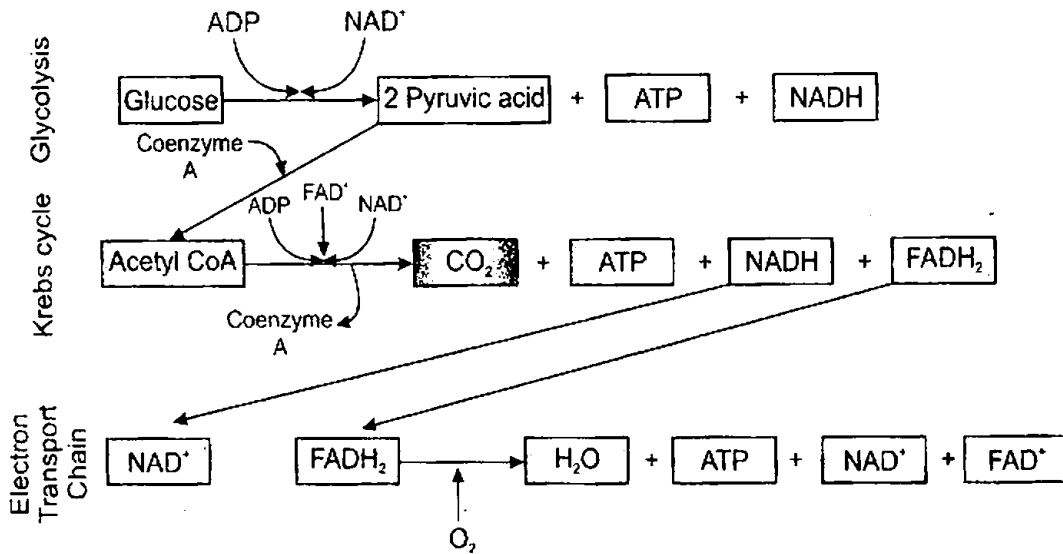 Glycolysis
ADP NAD⁺
Glucose 2 Pyruvic acid + ATP + NADH
Coenzyme
A
Krebs cycle
ADP FAD⁺ NAD⁺
Acetyl CoA CO₂ + ATP + NADH + FADH₂
Coenzyme
A
Electron
Transport
Chain
NAD⁺ FADH₂ H₂O + ATP + NAD⁺ + FAD⁺
O₂